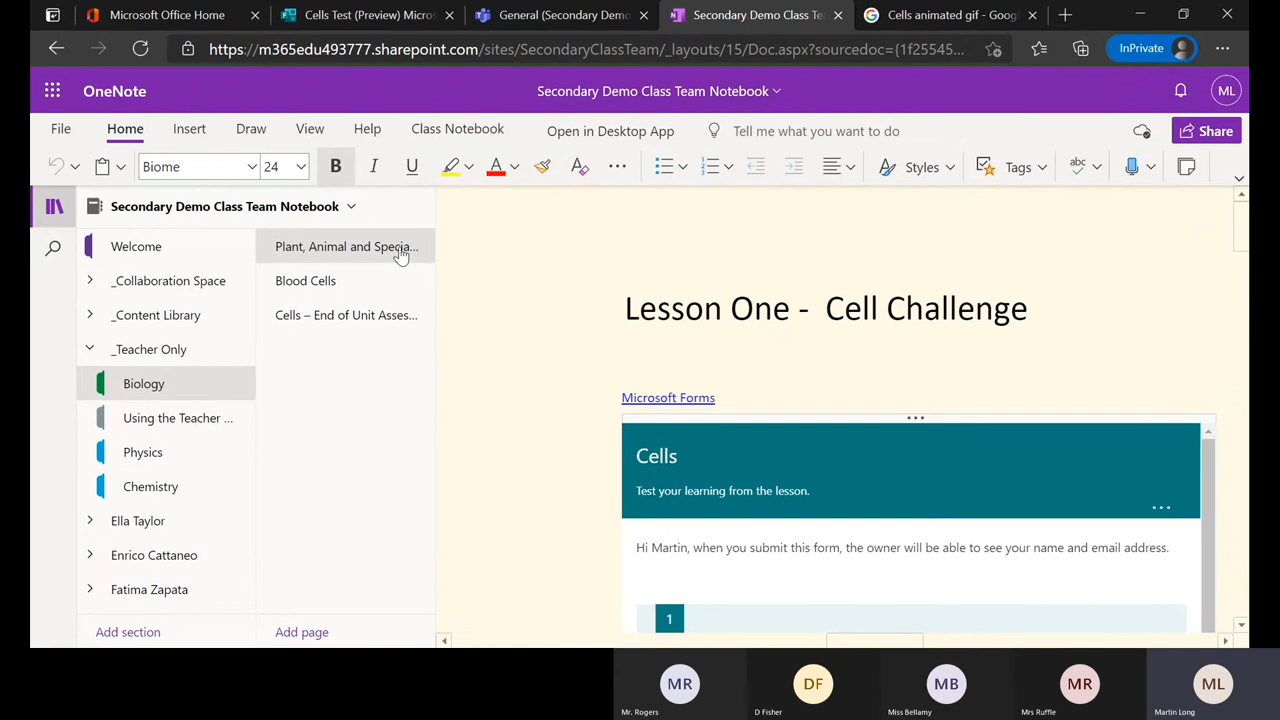 Microsoft Office Home
Cells Test (Preview) Micros
General (Secondary Demo
Secondary Demo Class Te
Cells animated gif - Goog
https://m365edu493777.sharepoint.com/sites/SecondaryClassTeam/_layouts/15/Doc.aspx?sourcedoc={1f25545...
InPrivate
OneNote
Secondary Demo Class Team Notebook
ML
File
Home
Insert
Draw
View
Help
Class Notebook
Open in Desktop App
Tell me what you want to do
Share
Biome
24
B
I
U
A
Styles
Tags
abc
Secondary Demo Class Team Notebook
Welcome
_Collaboration Space
_Content Library
_Teacher Only
Biology
Using the Teacher ...
Physics
Chemistry
Ella Taylor
Enrico Cattaneo
Fatima Zapata
Add section
Plant, Animal and Specia...
Blood Cells
Cells – End of Unit Asses...
Add page
Lesson One - Cell Challenge
Microsoft Forms
Cells
Test your learning from the lesson.
Hi Martin, when you submit this form, the owner will be able to see your name and email address.
1
MR
Mr. Rogers
DF
D Fisher
MB
Miss Bellamy
MR
Mrs Ruffle
ML
Martin Long